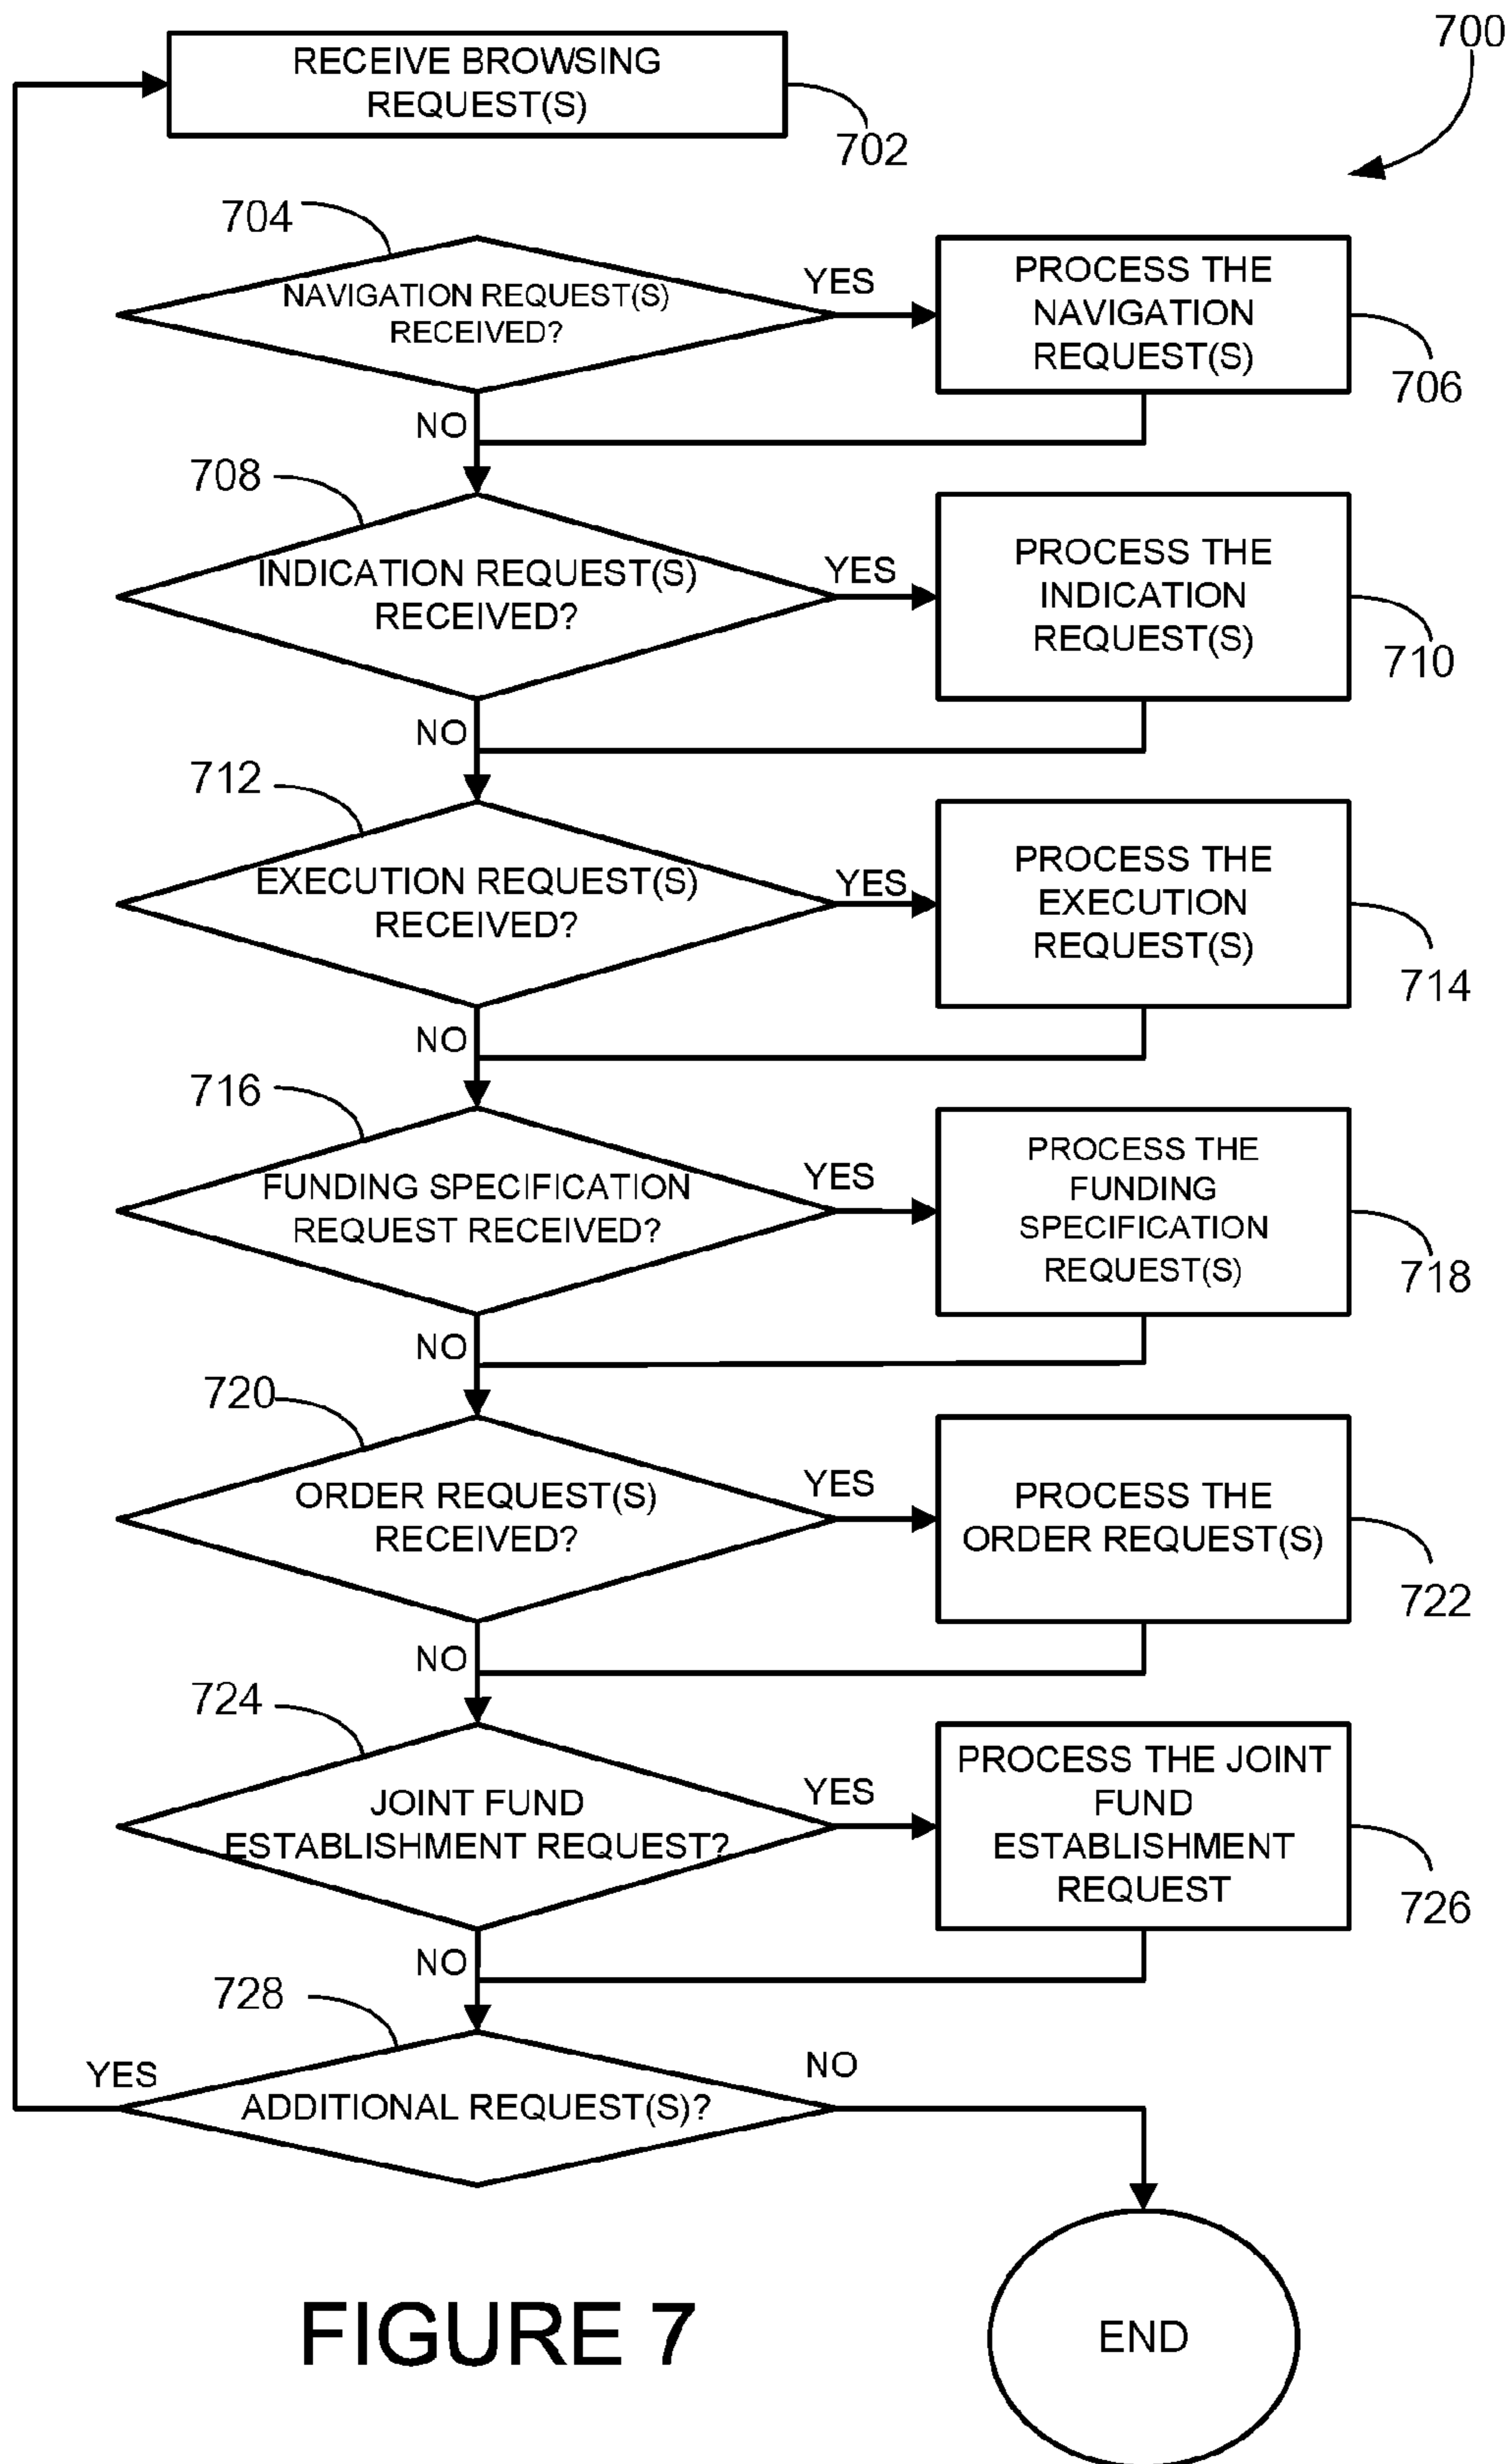 700
RECEIVE BROWSING
REQUEST(S)
702
704
NAVIGATION REQUEST(S)
RECEIVED?
YES
PROCESS THE
NAVIGATION
REQUEST(S)
706
NO
708
INDICATION REQUEST(S)
RECEIVED?
YES
PROCESS THE
INDICATION
REQUEST(S)
710
NO
712
EXECUTION REQUEST(S)
RECEIVED?
YES
PROCESS THE
EXECUTION
REQUEST(S)
714
NO
716
FUNDING SPECIFICATION
REQUEST RECEIVED?
YES
PROCESS THE
FUNDING
SPECIFICATION
REQUEST(S)
718
NO
720
ORDER REQUEST(S)
RECEIVED?
YES
PROCESS THE
ORDER REQUEST(S)
722
NO
724
JOINT FUND
ESTABLISHMENT REQUEST?
YES
PROCESS THE JOINT
FUND
ESTABLISHMENT
REQUEST
726
NO
728
YES
ADDITIONAL REQUEST(S)?
NO
END
FIGURE 7